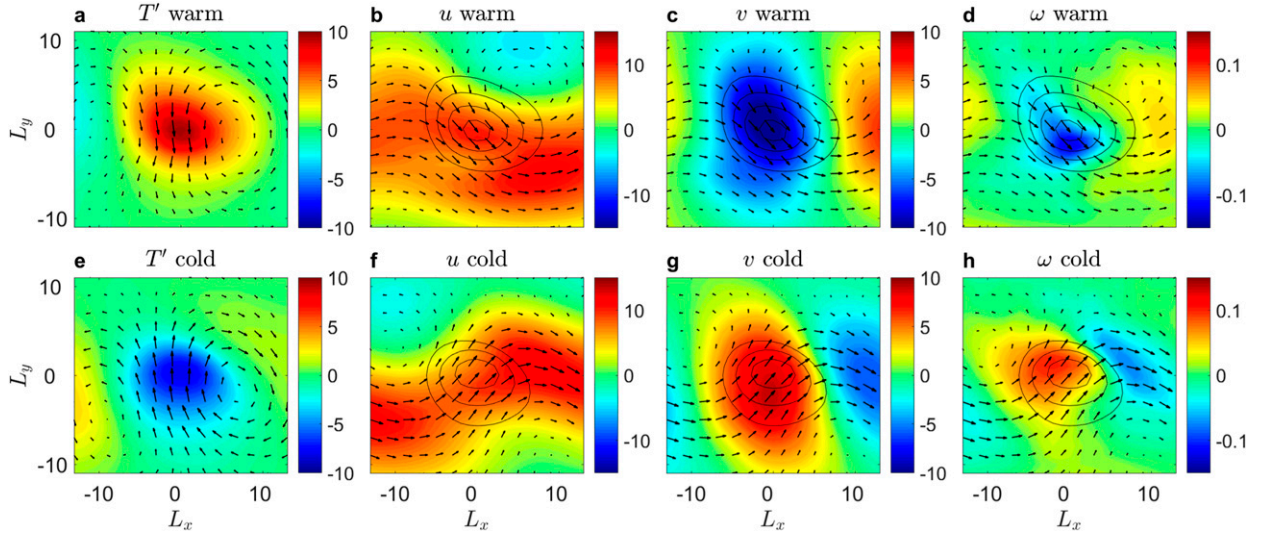 a T′ warm
b u warm
c v warm
d ω warm
10 0 -10
L_y
10 5 0 -5 -10
10 0 -10
10 5 0 -5 -10
0.1 0 -0.1
e T′ cold
f u cold
g v cold
h ω cold
10 0 -10
L_y
10 5 0 -5 -10
10 0 -10
10 5 0 -5 -10
0.1 0 -0.1
-10 0 10
-10 0 10
-10 0 10
-10 0 10
L_x
L_x
L_x
L_x